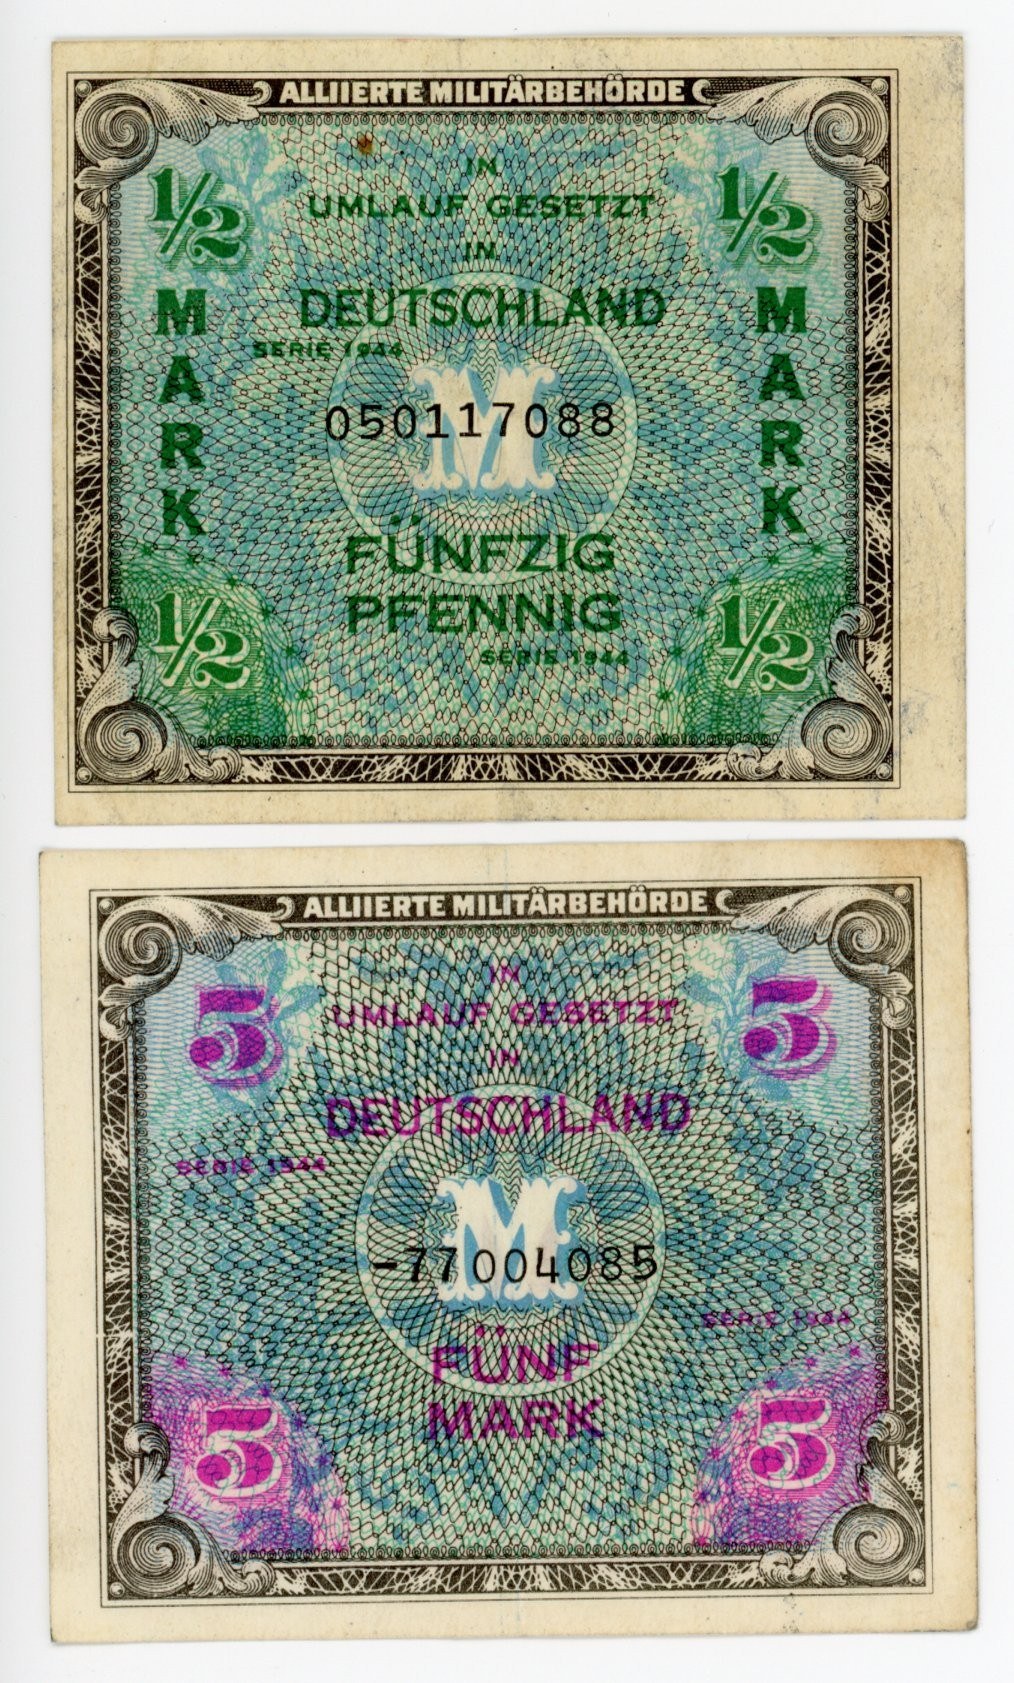 ALLIIERTE MILITÄRBEHÖRDE
IN
1/2 UMLAUF GESETZT 1/2
IN
MARK DEUTSCHLAND MARK
SERIE 1944
M
050117088
FÜNFZIG
PFENNIG
1/2 1/2
SERIE 1944
ALLIIERTE MILITÄRBEHÖRDE
IN
5 UMLAUF GESETZT 5
IN
DEUTSCHLAND
SERIE 1944
M
-77004085
SERIE 1944
FÜNF
MARK
5 5